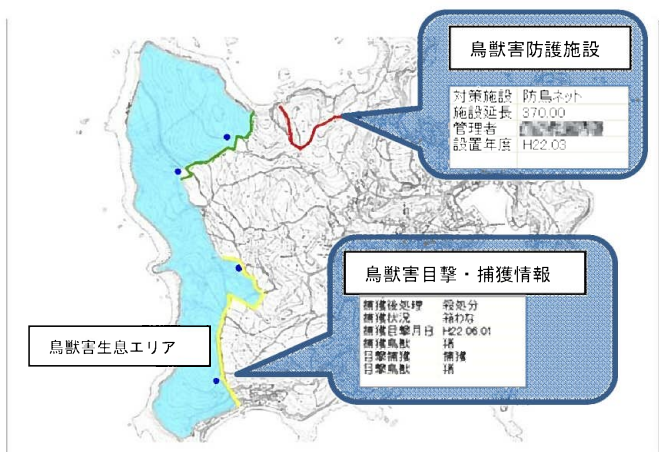 鳥獣害防護施設
対策施設 防鳥ネット
施設延長 370.00
管理者
設置年度 H22.03
鳥獣害目撃・捕獲情報
捕獲後処理 殺処分
捕獲状況 箱わな
捕獲目撃月日 H22.06.01
捕獲鳥獣 猪
目撃捕獲 捕獲
目撃鳥獣 猪
鳥獣害生息エリア